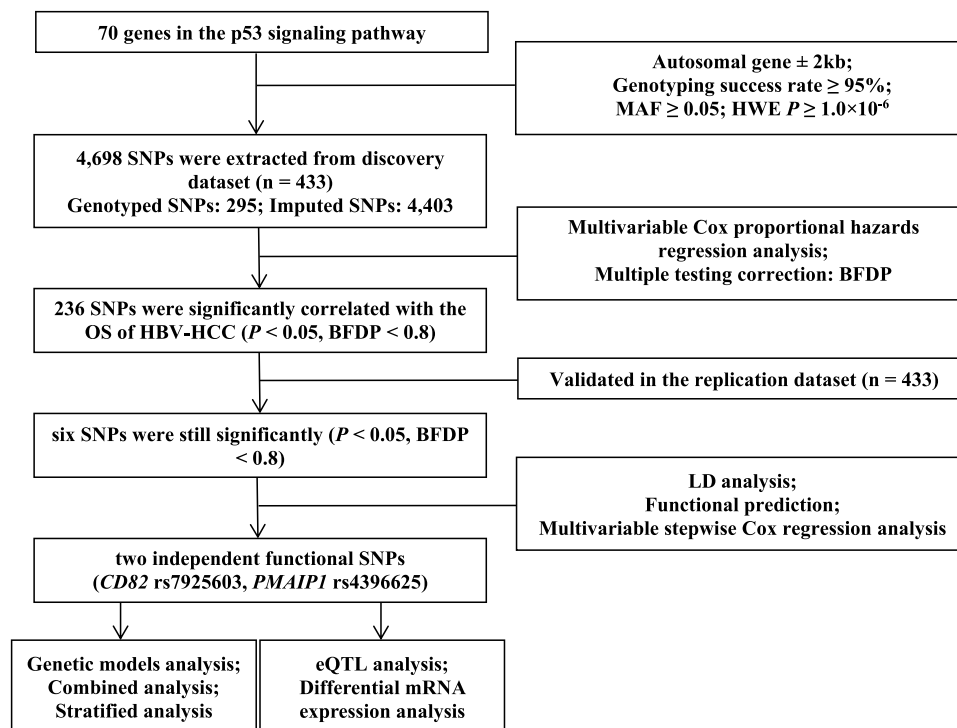 70 genes in the p53 signaling pathway
Autosomal gene ± 2kb;
Genotyping success rate ≥ 95%;
MAF ≥ 0.05; HWE P ≥ 1.0×10⁻⁶
4,698 SNPs were extracted from discovery
dataset (n = 433)
Genotyped SNPs: 295; Imputed SNPs: 4,403
Multivariable Cox proportional hazards
regression analysis;
Multiple testing correction: BFDP
236 SNPs were significantly correlated with the
OS of HBV-HCC (P < 0.05, BFDP < 0.8)
Validated in the replication dataset (n = 433)
six SNPs were still significantly (P < 0.05, BFDP
< 0.8)
LD analysis;
Functional prediction;
Multivariable stepwise Cox regression analysis
two independent functional SNPs
(CD82 rs7925603, PMAIP1 rs4396625)
Genetic models analysis;
Combined analysis;
Stratified analysis
eQTL analysis;
Differential mRNA
expression analysis